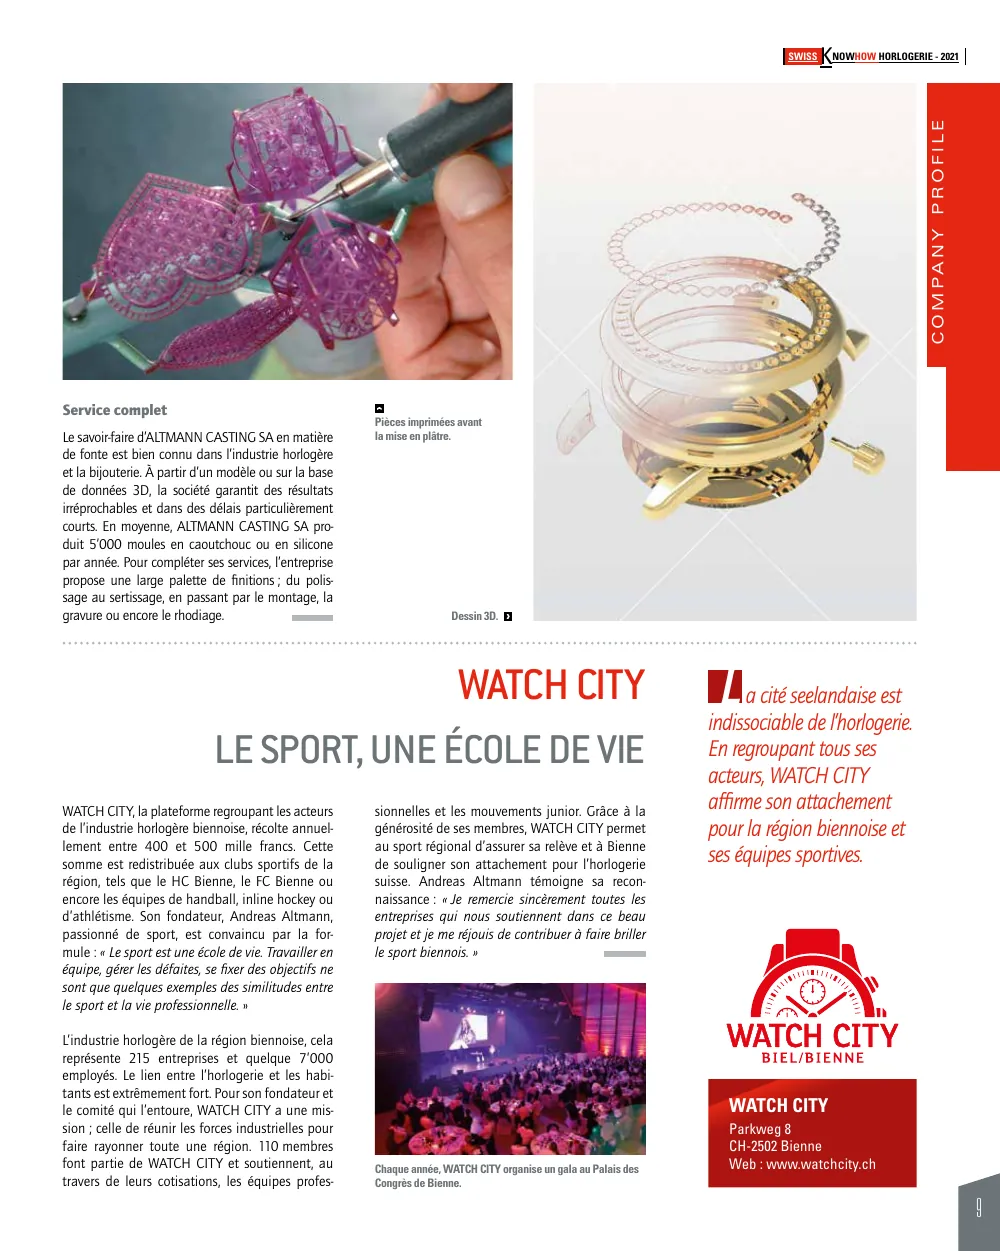 SWISS KNOWHOW HORLOGERIE - 2021
COMPANY PROFILE
Service complet
Le savoir-faire d’ALTMANN CASTING SA en matière
de fonte est bien connu dans l’industrie horlogère
et la bijouterie. À partir d’un modèle ou sur la base
de données 3D, la société garantit des résultats
irréprochables et dans des délais particulièrement
courts. En moyenne, ALTMANN CASTING SA pro-
duit 5’000 moules en caoutchouc ou en silicone
par année. Pour compléter ses services, l’entreprise
propose une large palette de finitions ; du polis-
sage au sertissage, en passant par le montage, la
gravure ou encore le rhodiage.
Pièces imprimées avant
la mise en plâtre.
Dessin 3D.
WATCH CITY
LE SPORT, UNE ÉCOLE DE VIE
WATCH CITY, la plateforme regroupant les acteurs
de l’industrie horlogère biennoise, récolte annuel-
lement entre 400 et 500 mille francs. Cette
somme est redistribuée aux clubs sportifs de la
région, tels que le HC Bienne, le FC Bienne ou
encore les équipes de handball, inline hockey ou
d’athlétisme. Son fondateur, Andreas Altmann,
passionné de sport, est convaincu par la for-
mule : « Le sport est une école de vie. Travailler en
équipe, gérer les défaites, se fixer des objectifs ne
sont que quelques exemples des similitudes entre
le sport et la vie professionnelle. »
L’industrie horlogère de la région biennoise, cela
représente 215 entreprises et quelque 7’000
employés. Le lien entre l’horlogerie et les habi-
tants est extrêmement fort. Pour son fondateur et
le comité qui l’entoure, WATCH CITY a une mis-
sion ; celle de réunir les forces industrielles pour
faire rayonner toute une région. 110 membres
font partie de WATCH CITY et soutiennent, au
travers de leurs cotisations, les équipes profes-
sionnelles et les mouvements junior. Grâce à la
générosité de ses membres, WATCH CITY permet
au sport régional d’assurer sa relève et à Bienne
de souligner son attachement pour l’horlogerie
suisse. Andreas Altmann témoigne sa recon-
naissance : « Je remercie sincèrement toutes les
entreprises qui nous soutiennent dans ce beau
projet et je me réjouis de contribuer à faire briller
le sport biennois. »
Chaque année, WATCH CITY organise un gala au Palais des
Congrès de Bienne.
La cité seelandaise est
indissociable de l’horlogerie.
En regroupant tous ses
acteurs, WATCH CITY
affirme son attachement
pour la région biennoise et
ses équipes sportives.
WATCH CITY
BIEL/BIENNE
WATCH CITY
Parkweg 8
CH-2502 Bienne
Web : www.watchcity.ch
9